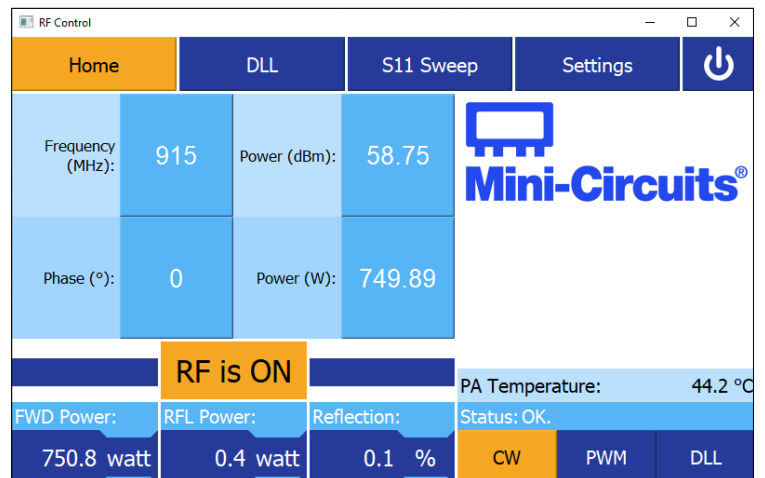 RF Control
Home DLL S11 Sweep Settings
Frequency (MHz): 915 Power (dBm): 58.75
Mini-Circuits®
Phase (°): 0 Power (W): 749.89
RF is ON
PA Temperature: 44.2 °C
FWD Power: RFL Power: Reflection: Status: OK.
750.8 watt 0.4 watt 0.1 % CW PWM DLL